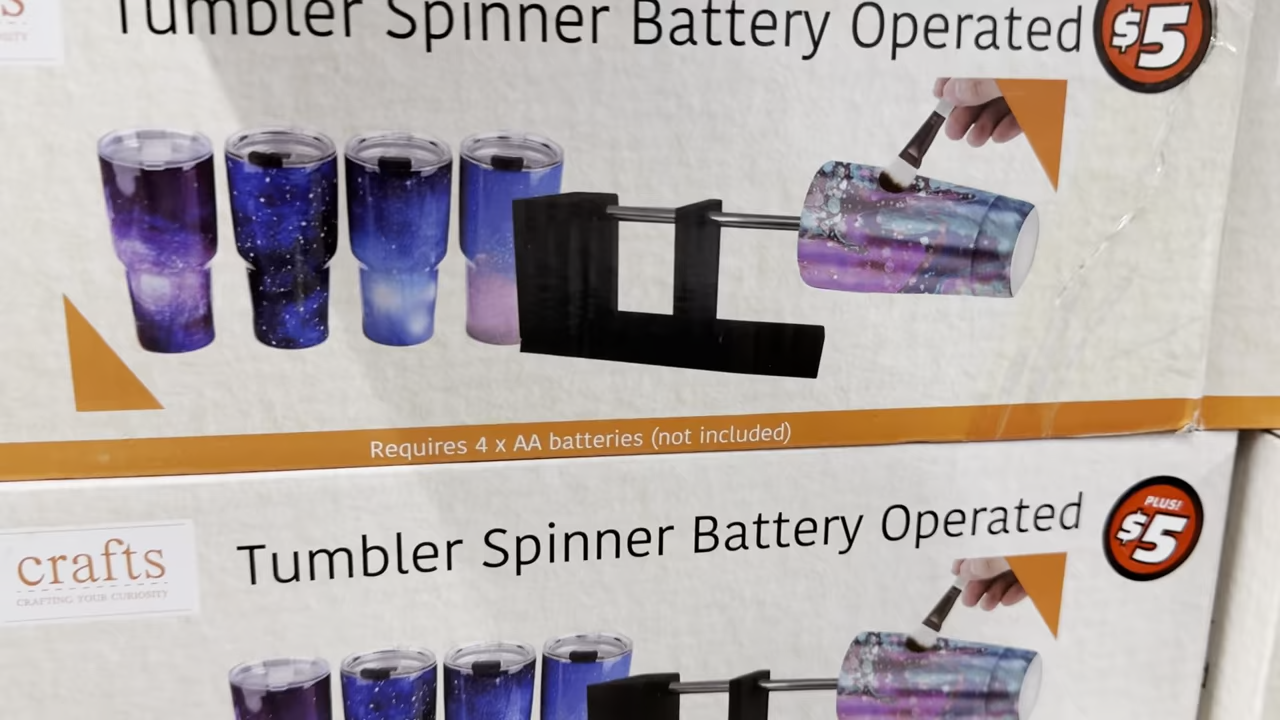 Tumbler Spinner Battery Operated
$5
Requires 4 x AA batteries (not included)
crafts
CRAFTING YOUR CURIOSITY
Tumbler Spinner Battery Operated
PLUS!
$5